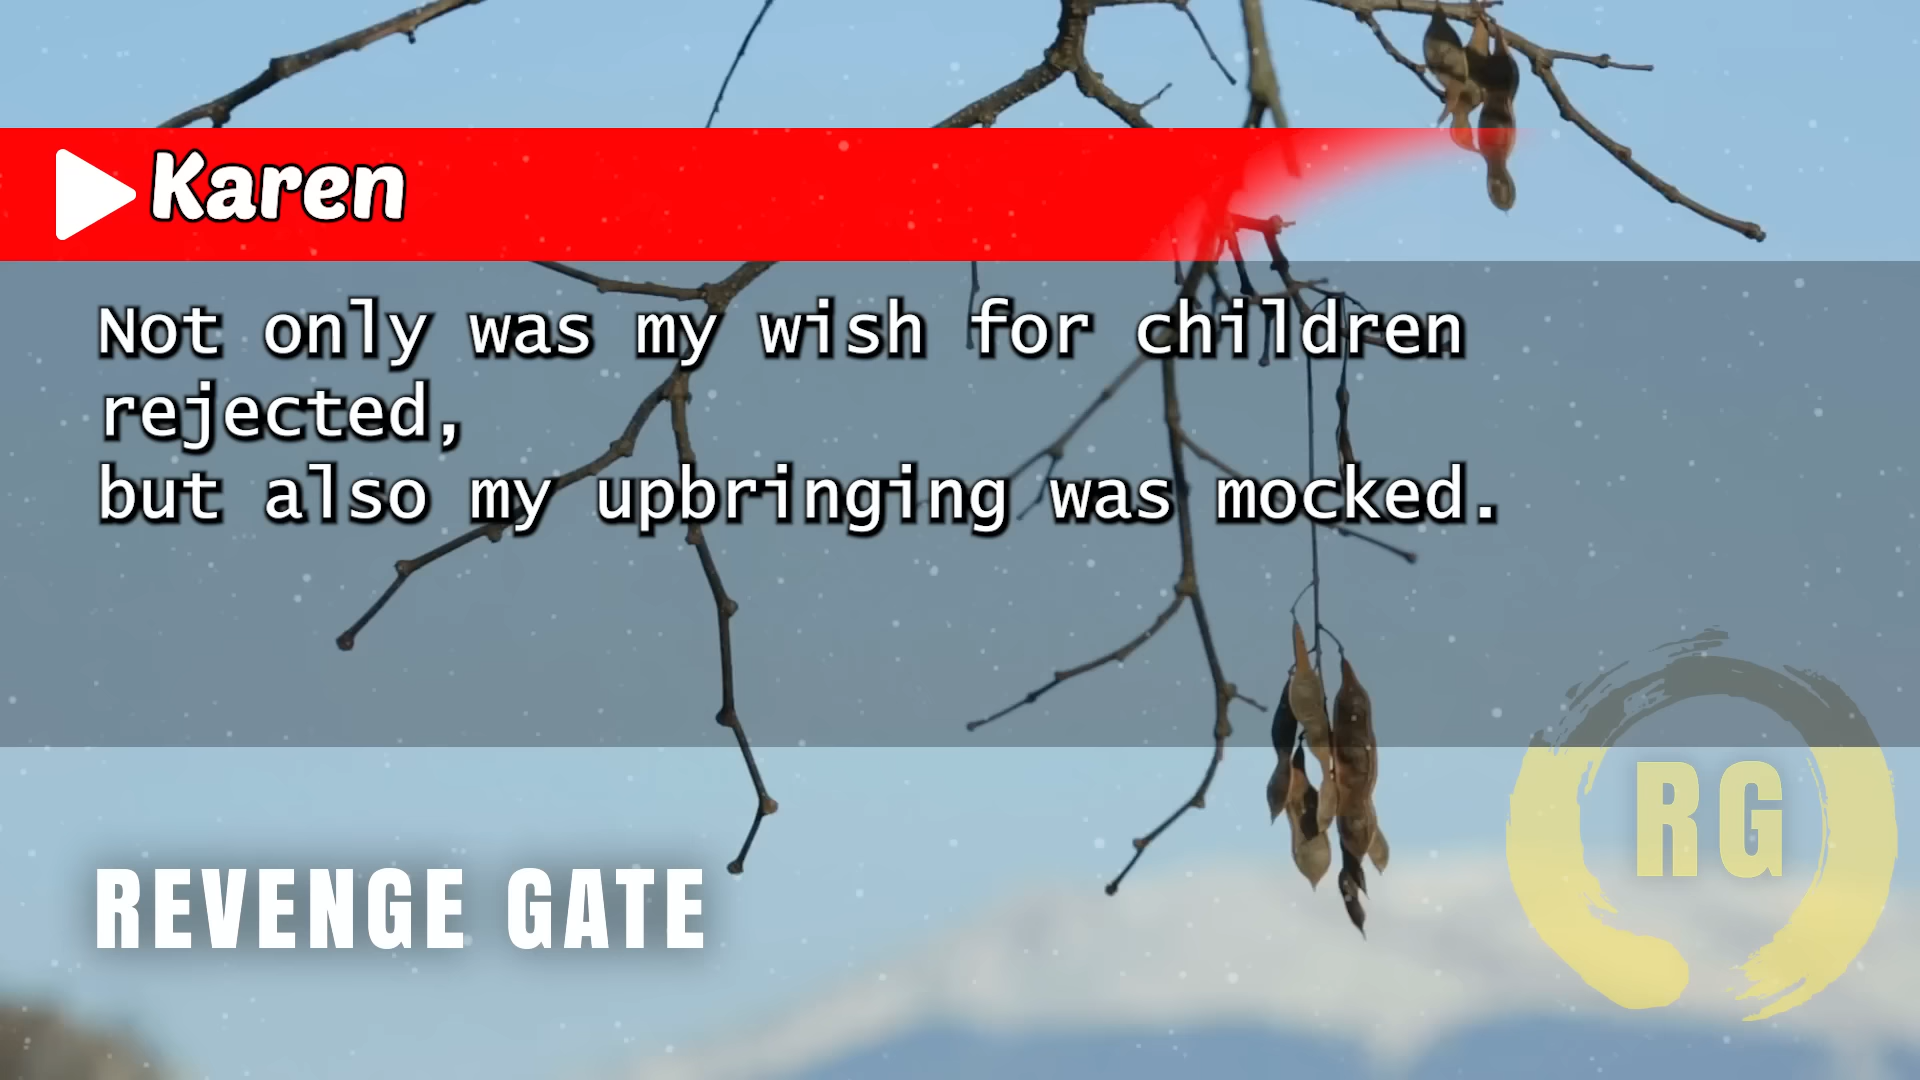 Karen
Not only was my wish for children
rejected,
but also my upbringing was mocked.
RG
REVENGE GATE